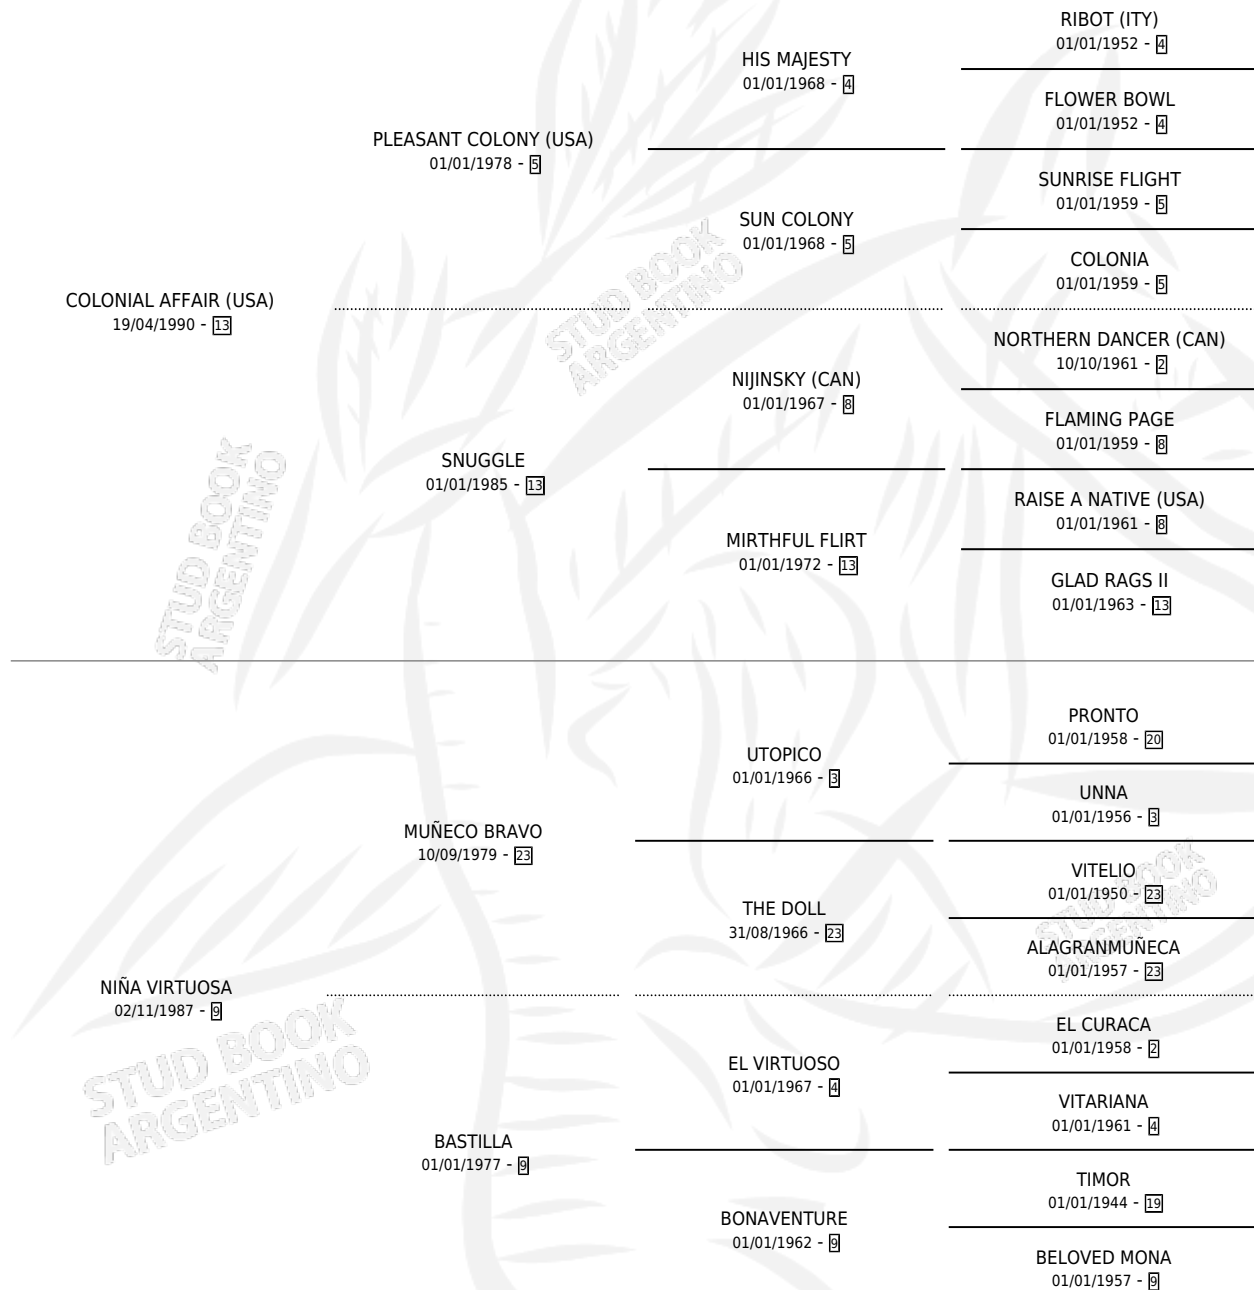 RIBOT (ITY)
01/01/1952 - 4
HIS MAJESTY
01/01/1968 - 4
FLOWER BOWL
01/01/1952 - 4
PLEASANT COLONY (USA)
01/01/1978 - 5
SUNRISE FLIGHT
01/01/1959 - 5
SUN COLONY
01/01/1968 - 5
COLONIA
01/01/1959 - 5
COLONIAL AFFAIR (USA)
19/04/1990 - 13
NORTHERN DANCER (CAN)
10/10/1961 - 2
NIJINSKY (CAN)
01/01/1967 - 8
FLAMING PAGE
01/01/1959 - 8
SNUGGLE
01/01/1985 - 13
RAISE A NATIVE (USA)
01/01/1961 - 8
MIRTHFUL FLIRT
01/01/1972 - 13
GLAD RAGS II
01/01/1963 - 13
PRONTO
01/01/1958 - 20
UTOPICO
01/01/1966 - 3
UNNA
01/01/1956 - 3
MUÑECO BRAVO
10/09/1979 - 23
VITELIO
01/01/1950 - 23
THE DOLL
31/08/1966 - 23
ALAGRANMUÑECA
01/01/1957 - 23
NIÑA VIRTUOSA
02/11/1987 - 9
EL CURACA
01/01/1958 - 2
EL VIRTUOSO
01/01/1967 - 4
VITARIANA
01/01/1961 - 4
BASTILLA
01/01/1977 - 9
TIMOR
01/01/1944 - 19
BONAVENTURE
01/01/1962 - 9
BELOVED MONA
01/01/1957 - 9
STUD BOOK
ARGENTINO
STUD BOOK
ARGENTINO
STUD BOOK
ARGENTINO
STUD BOOK
ARGENTINO